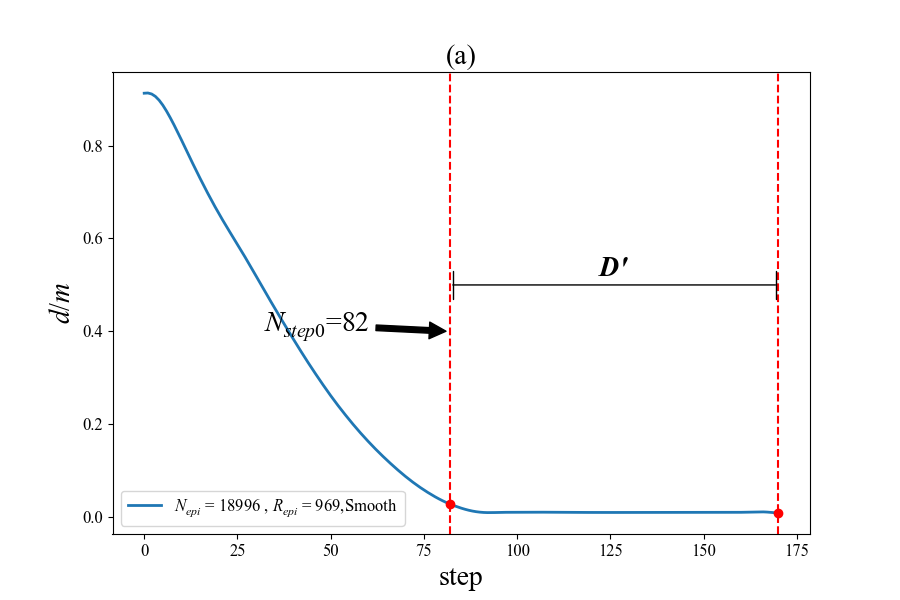 (a)
d/m
0.8
0.6
0.4
0.2
0.0
D′
N_step0=82
N_epi = 18996 , R_epi = 969,Smooth
0 25 50 75 100 125 150 175
step